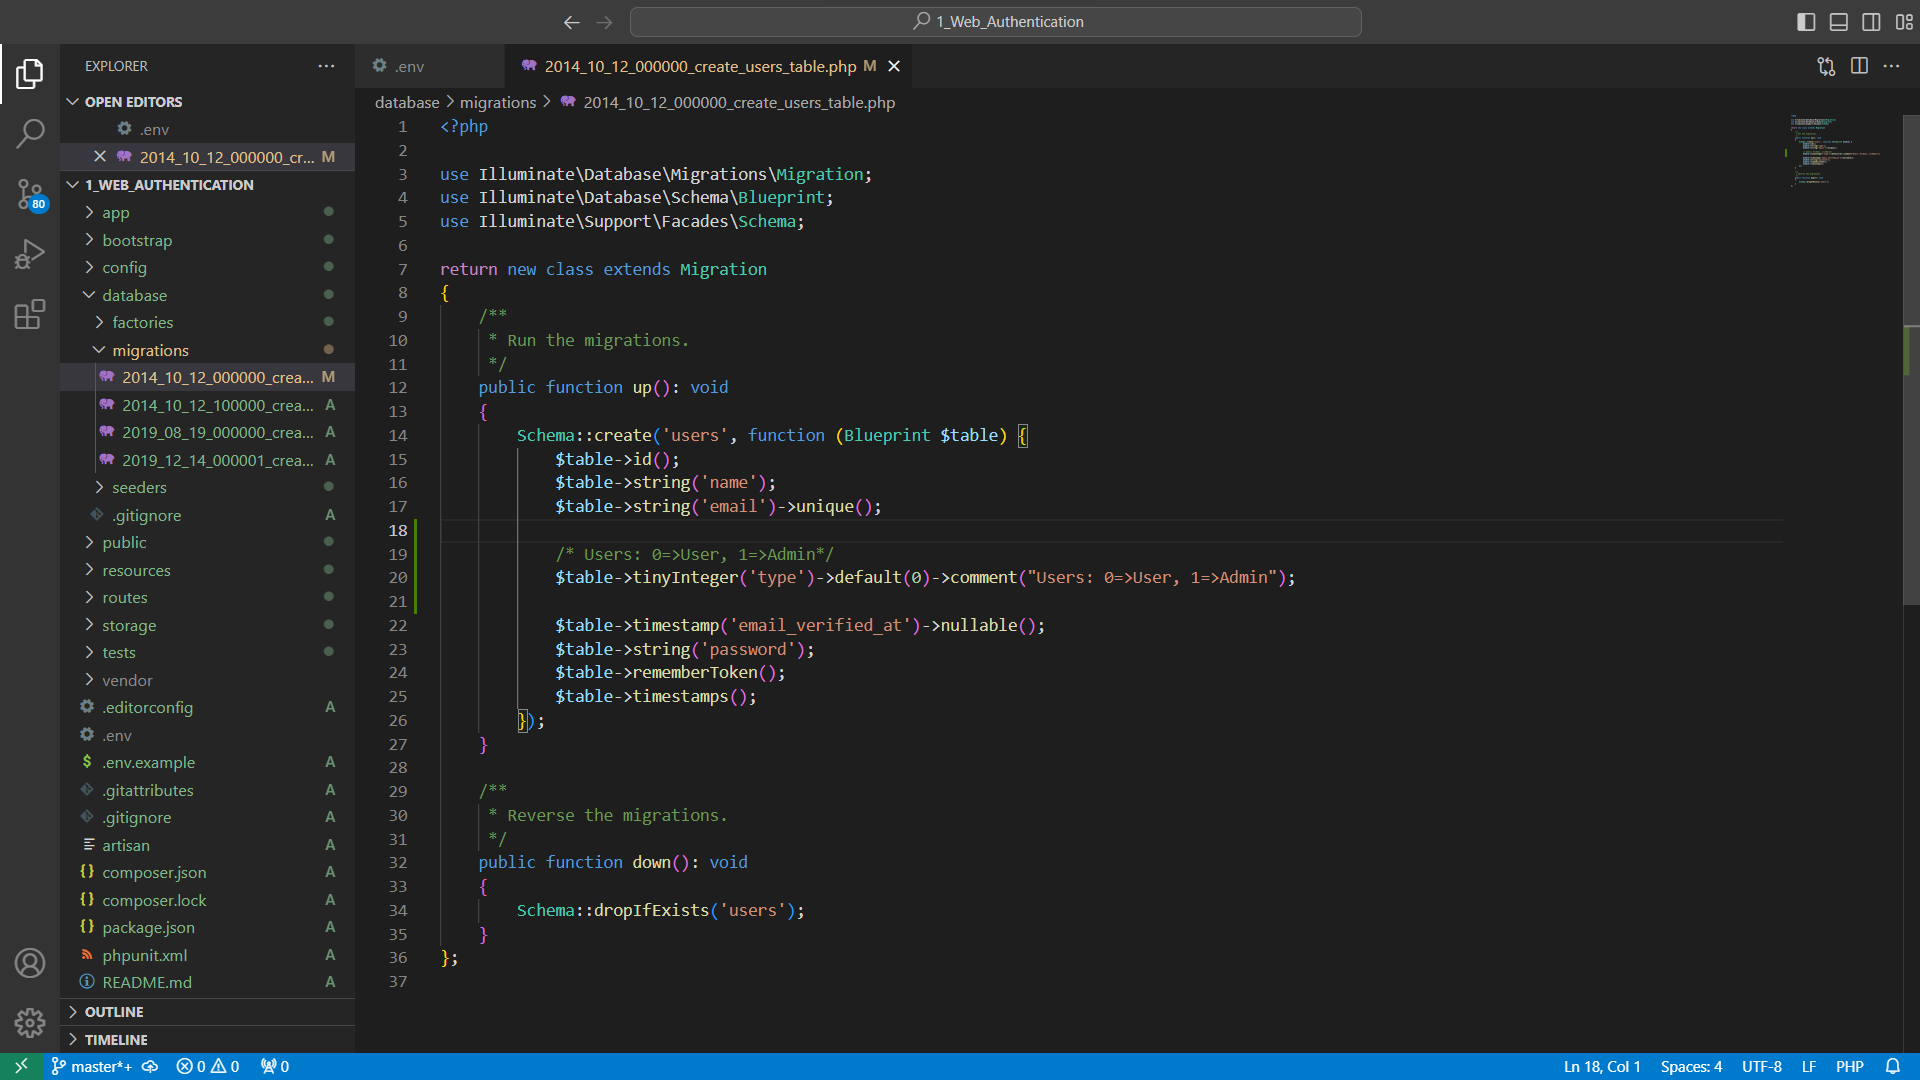 1_Web_Authentication
EXPLORER
OPEN EDITORS
.env
2014_10_12_000000_cr... M
1_WEB_AUTHENTICATION
app
bootstrap
config
database
factories
migrations
2014_10_12_000000_crea... M
2014_10_12_100000_crea... A
2019_08_19_000000_crea... A
2019_12_14_000001_crea... A
seeders
.gitignore A
public
resources
routes
storage
tests
vendor
.editorconfig A
.env
.env.example A
.gitattributes A
.gitignore A
artisan A
composer.json A
composer.lock A
package.json A
phpunit.xml A
README.md A
OUTLINE
TIMELINE
80
.env
2014_10_12_000000_create_users_table.php M
database > migrations > 2014_10_12_000000_create_users_table.php
1 <?php
2
3 use Illuminate\Database\Migrations\Migration;
4 use Illuminate\Database\Schema\Blueprint;
5 use Illuminate\Support\Facades\Schema;
6
7 return new class extends Migration
8 {
9 /**
10 * Run the migrations.
11 */
12 public function up(): void
13 {
14 Schema::create('users', function (Blueprint $table) {
15 $table->id();
16 $table->string('name');
17 $table->string('email')->unique();
18
19 /* Users: 0=>User, 1=>Admin*/
20 $table->tinyInteger('type')->default(0)->comment("Users: 0=>User, 1=>Admin");
21
22 $table->timestamp('email_verified_at')->nullable();
23 $table->string('password');
24 $table->rememberToken();
25 $table->timestamps();
26 });
27 }
28
29 /**
30 * Reverse the migrations.
31 */
32 public function down(): void
33 {
34 Schema::dropIfExists('users');
35 }
36 };
37
master*+ 0 0 0
Ln 18, Col 1 Spaces: 4 UTF-8 LF PHP